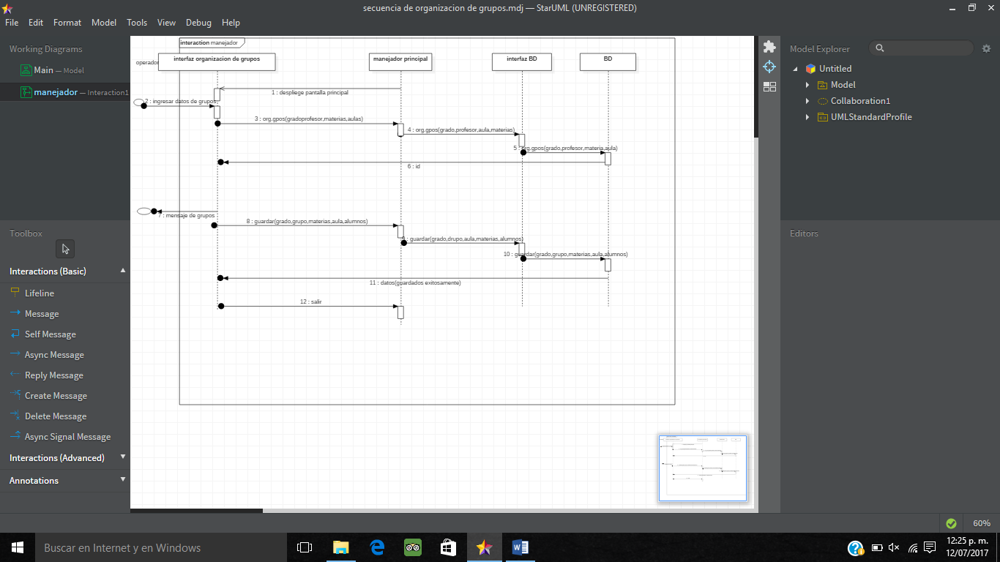 secuencia de organizacion de grupos.mdj — StarUML (UNREGISTERED)
File Edit Format Model Tools View Debug Help
Working Diagrams
Main — Model
manejador — Interaction1
Toolbox
Interactions (Basic)
Lifeline
Message
Self Message
Async Message
Reply Message
Create Message
Delete Message
Async Signal Message
Interactions (Advanced)
Annotations
interaction manejador
operador
interfaz organizacion de grupos
manejador principal
interfaz BD
BD
1 : despliege pantalla principal
2 : ingresar datos de grupos
3 : org.gpos(gradoprofesor,materias,aulas)
4 : org.gpos(grado,profesor,aula,materias)
5 : org.gpos(grado,profesor,materia,aula)
6 : id
7 : mensaje de grupos
8 : guardar(grado,grupo,materias,aula,alumnos)
9 : guardar(grado,drupo,aula,materias,alumnos)
10 : guardar(grado,grupo,materias,aula,alumnos)
11 : datos(guardados exitosamente)
12 : salir
Model Explorer
Untitled
Model
Collaboration1
UMLStandardProfile
Editors
60%
Buscar en Internet y en Windows
12:25 p. m.
12/07/2017